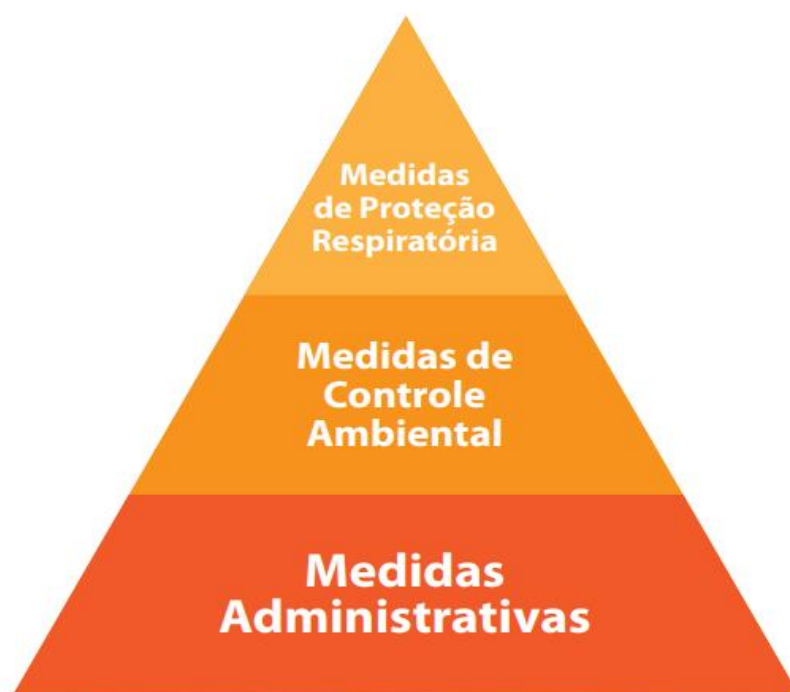 Medidas
de Proteção
Respiratória
Medidas de
Controle
Ambiental
Medidas
Administrativas